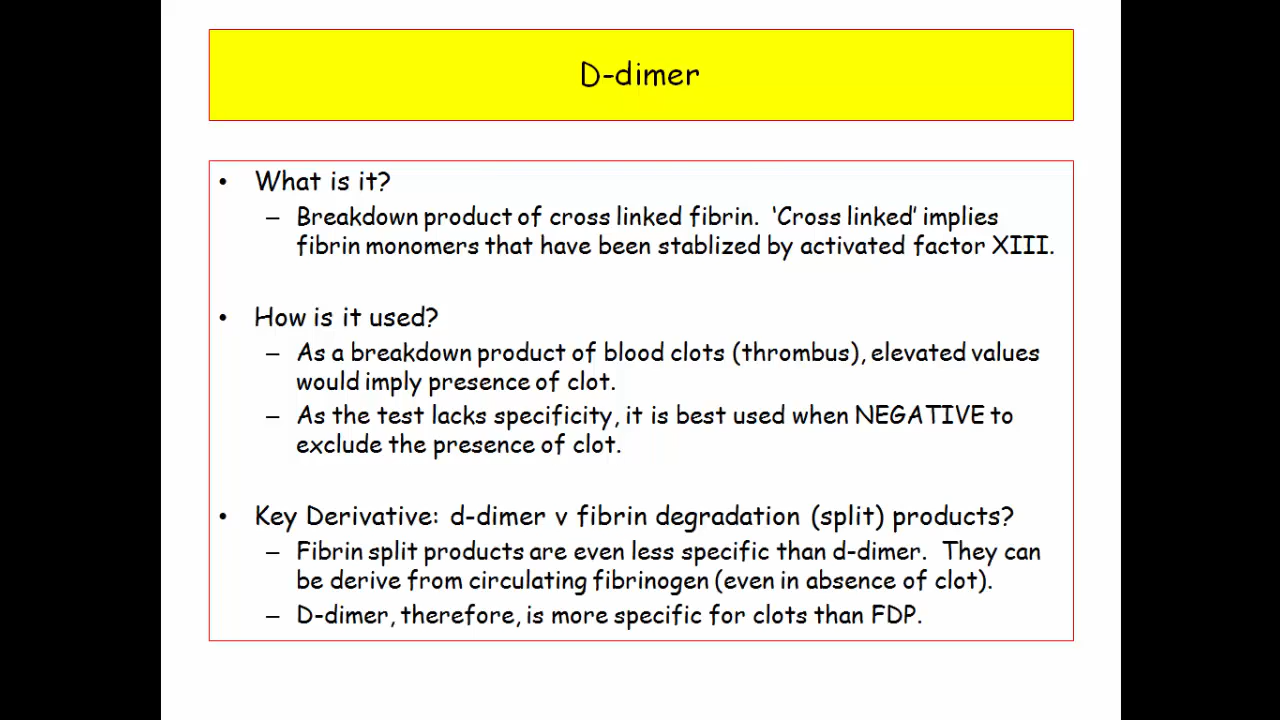 D-dimer
• What is it?
– Breakdown product of cross linked fibrin. ‘Cross linked’ implies
fibrin monomers that have been stablized by activated factor XIII.
• How is it used?
– As a breakdown product of blood clots (thrombus), elevated values
would imply presence of clot.
– As the test lacks specificity, it is best used when NEGATIVE to
exclude the presence of clot.
• Key Derivative: d-dimer v fibrin degradation (split) products?
– Fibrin split products are even less specific than d-dimer. They can
be derive from circulating fibrinogen (even in absence of clot).
– D-dimer, therefore, is more specific for clots than FDP.